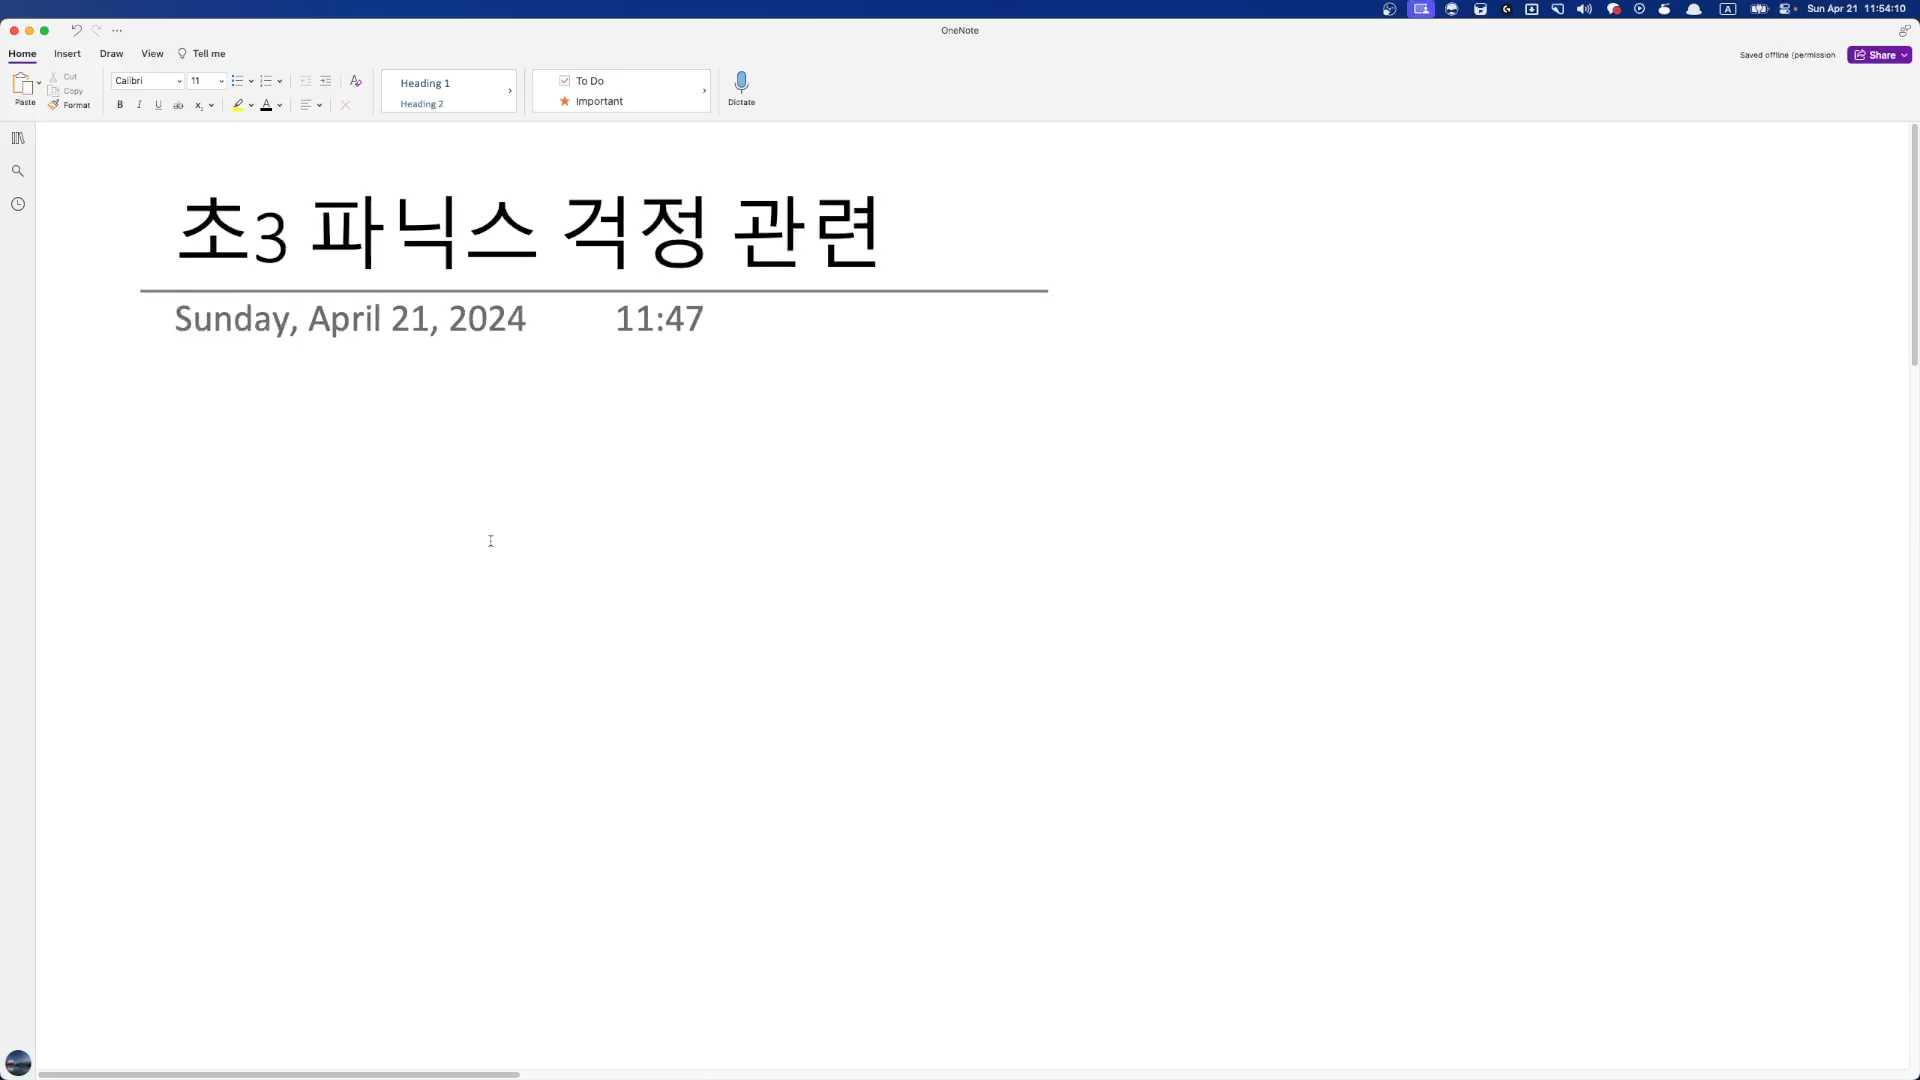 Sun Apr 21 11:54:10
OneNote
Home Insert Draw View Tell me
Saved offline (permission
Share
Paste
Cut
Copy
Format
Calibri 11
B I U ab x
A
Heading 1
Heading 2
To Do
Important
Dictate
초3 파닉스 걱정 관련
Sunday, April 21, 2024 11:47